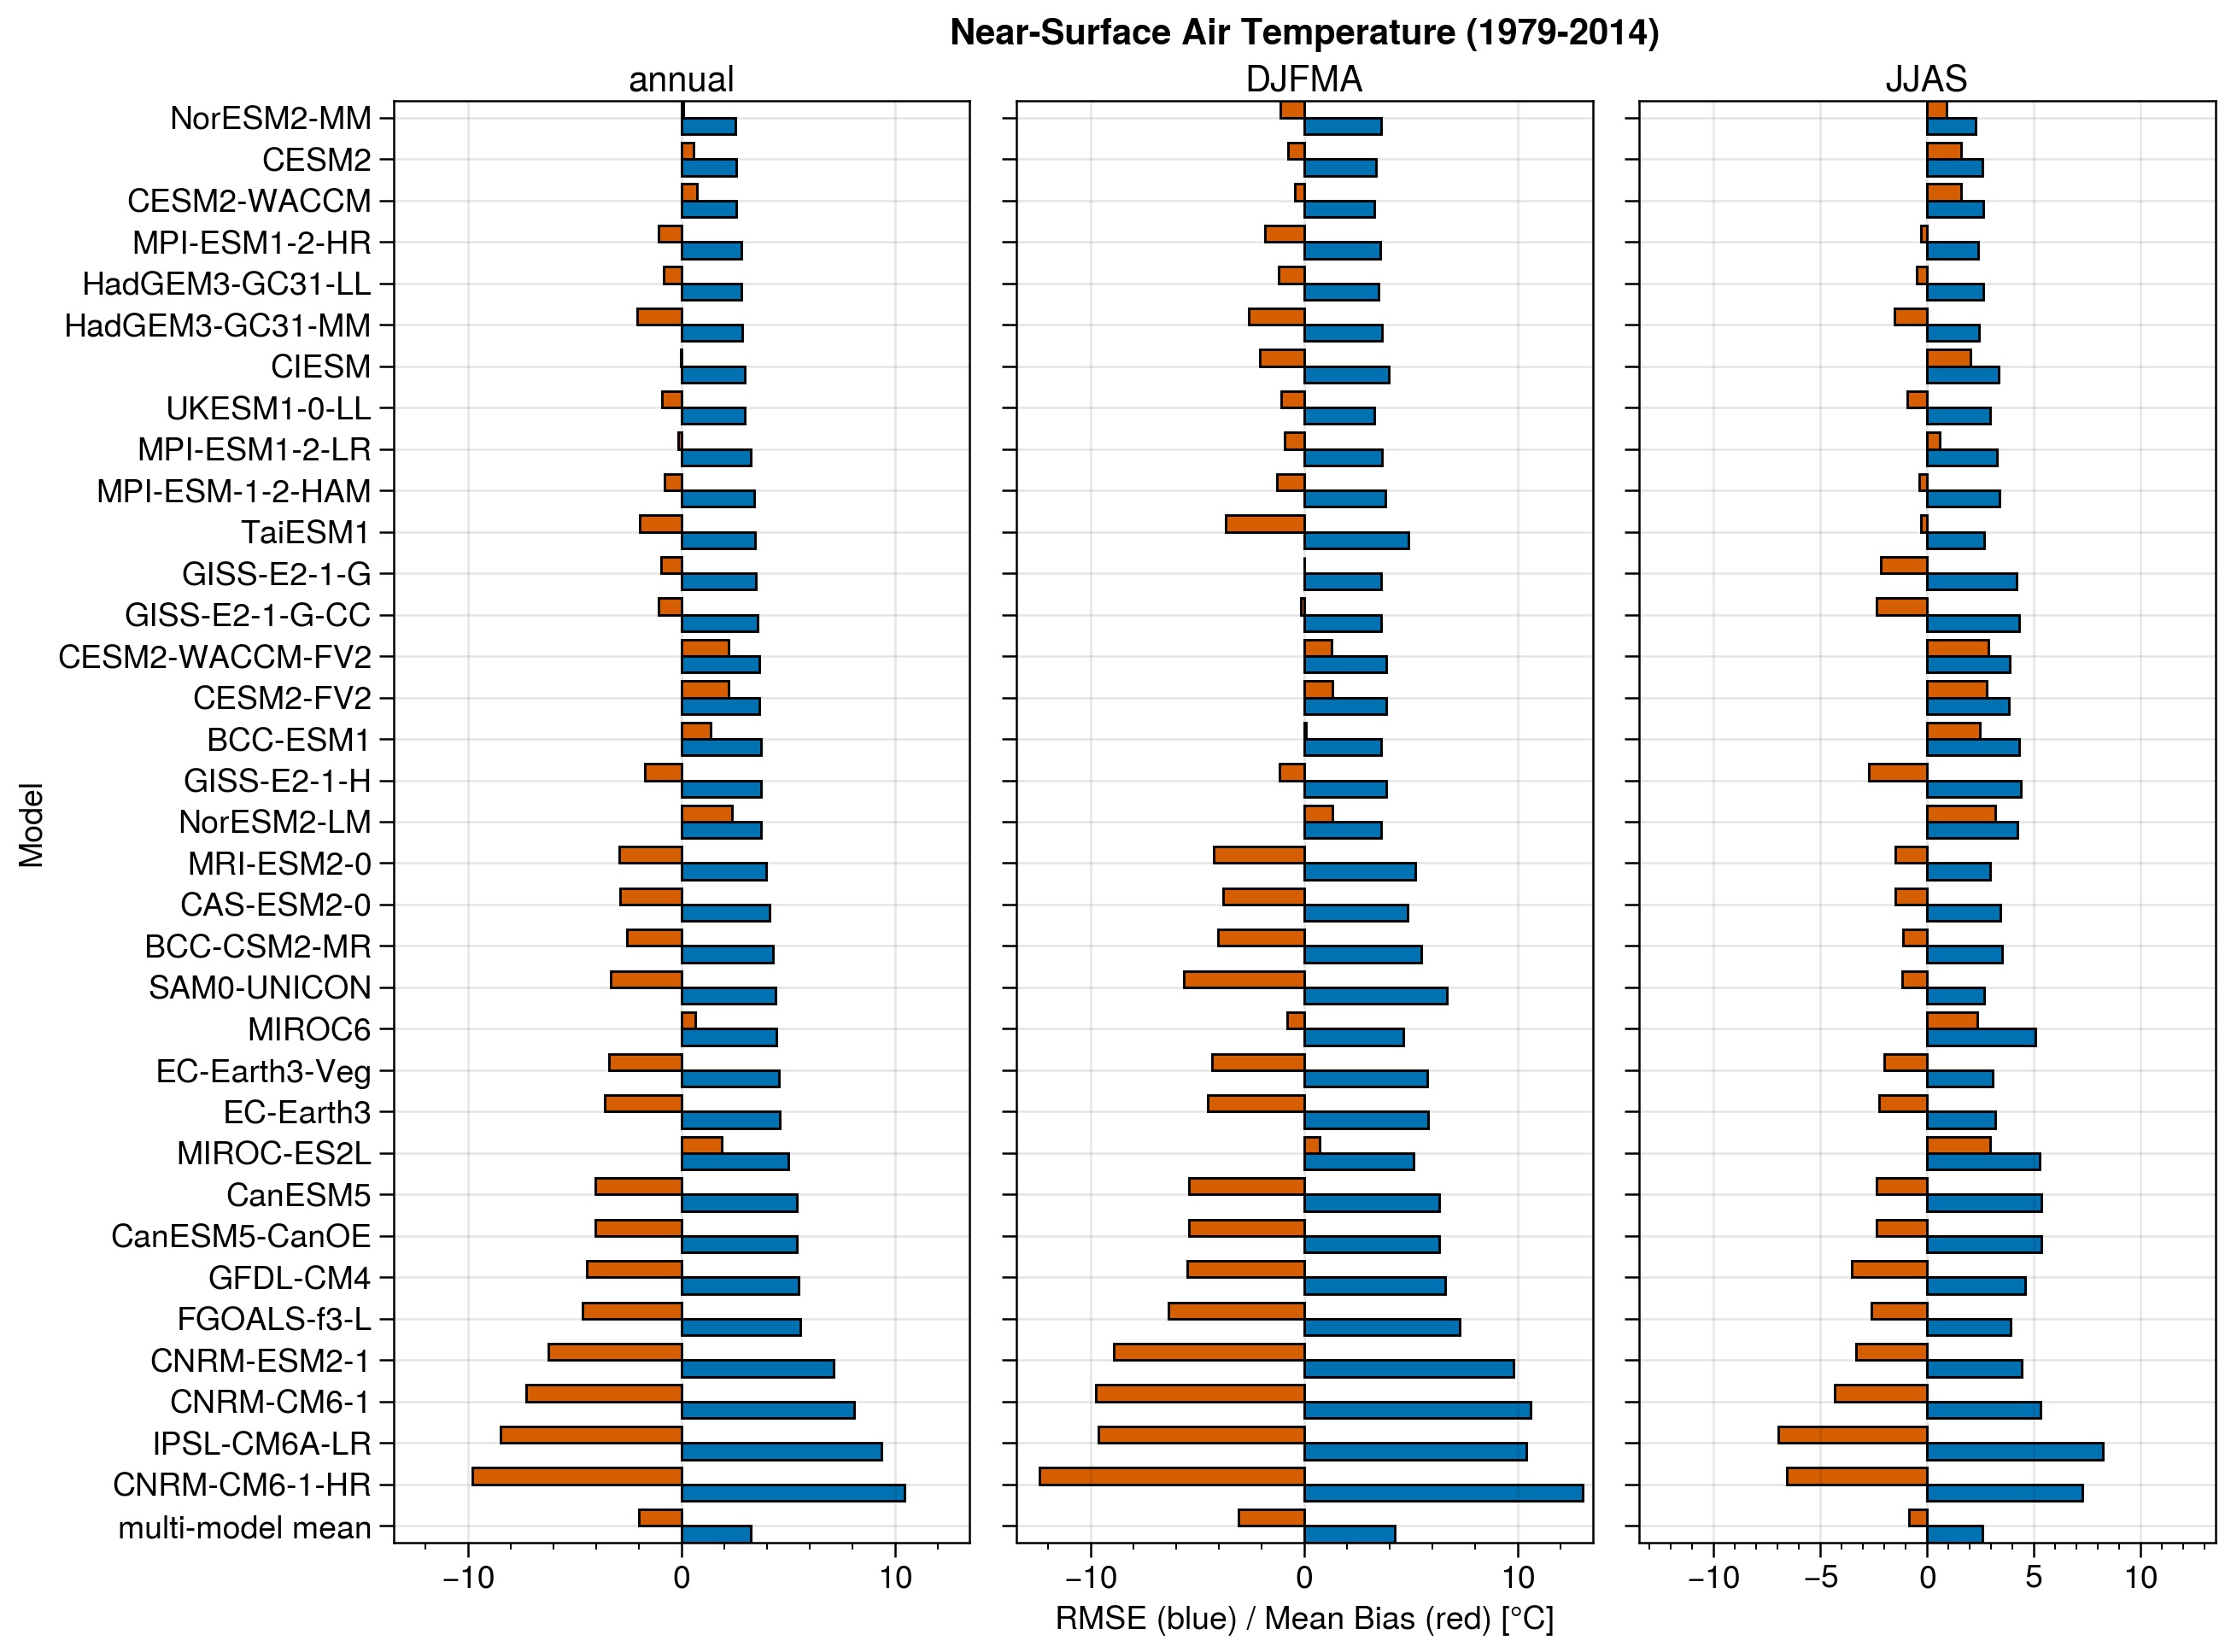 Near-Surface Air Temperature (1979-2014)
annual
DJFMA
JJAS
NorESM2-MM
CESM2
CESM2-WACCM
MPI-ESM1-2-HR
HadGEM3-GC31-LL
HadGEM3-GC31-MM
CIESM
UKESM1-0-LL
MPI-ESM1-2-LR
MPI-ESM-1-2-HAM
TaiESM1
GISS-E2-1-G
GISS-E2-1-G-CC
CESM2-WACCM-FV2
CESM2-FV2
BCC-ESM1
GISS-E2-1-H
NorESM2-LM
MRI-ESM2-0
CAS-ESM2-0
BCC-CSM2-MR
SAM0-UNICON
MIROC6
EC-Earth3-Veg
EC-Earth3
MIROC-ES2L
CanESM5
CanESM5-CanOE
GFDL-CM4
FGOALS-f3-L
CNRM-ESM2-1
CNRM-CM6-1
IPSL-CM6A-LR
CNRM-CM6-1-HR
multi-model mean
Model
−10 0 10
−10 0 10
−10 −5 0 5 10
RMSE (blue) / Mean Bias (red) [°C]